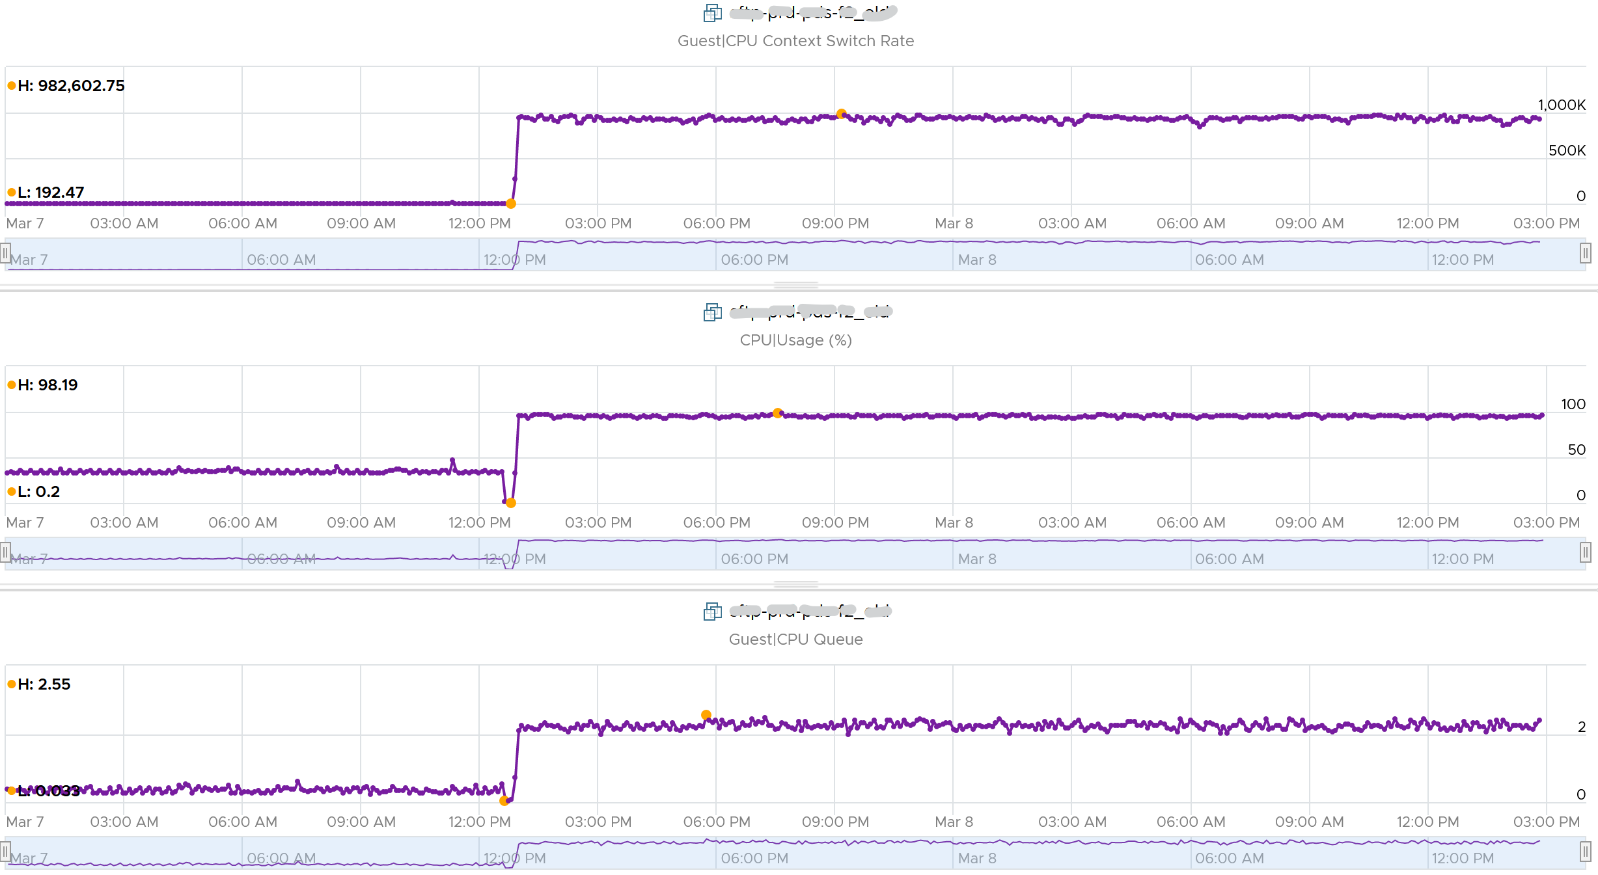 Guest|CPU Context Switch Rate
H: 982,602.75
1,000K
500K
L: 192.47
0
Mar 7 03:00 AM 06:00 AM 09:00 AM 12:00 PM 03:00 PM 06:00 PM 09:00 PM Mar 8 03:00 AM 06:00 AM 09:00 AM 12:00 PM 03:00 PM
Mar 7 06:00 AM 12:00 PM 06:00 PM Mar 8 06:00 AM 12:00 PM
CPU|Usage (%)
H: 98.19
100
50
L: 0.2
0
Mar 7 03:00 AM 06:00 AM 09:00 AM 12:00 PM 03:00 PM 06:00 PM 09:00 PM Mar 8 03:00 AM 06:00 AM 09:00 AM 12:00 PM 03:00 PM
Mar 7 06:00 AM 12:00 PM 06:00 PM Mar 8 06:00 AM 12:00 PM
Guest|CPU Queue
H: 2.55
2
L: 0.033
0
Mar 7 03:00 AM 06:00 AM 09:00 AM 12:00 PM 03:00 PM 06:00 PM 09:00 PM Mar 8 03:00 AM 06:00 AM 09:00 AM 12:00 PM 03:00 PM
Mar 7 06:00 AM 12:00 PM 06:00 PM Mar 8 06:00 AM 12:00 PM